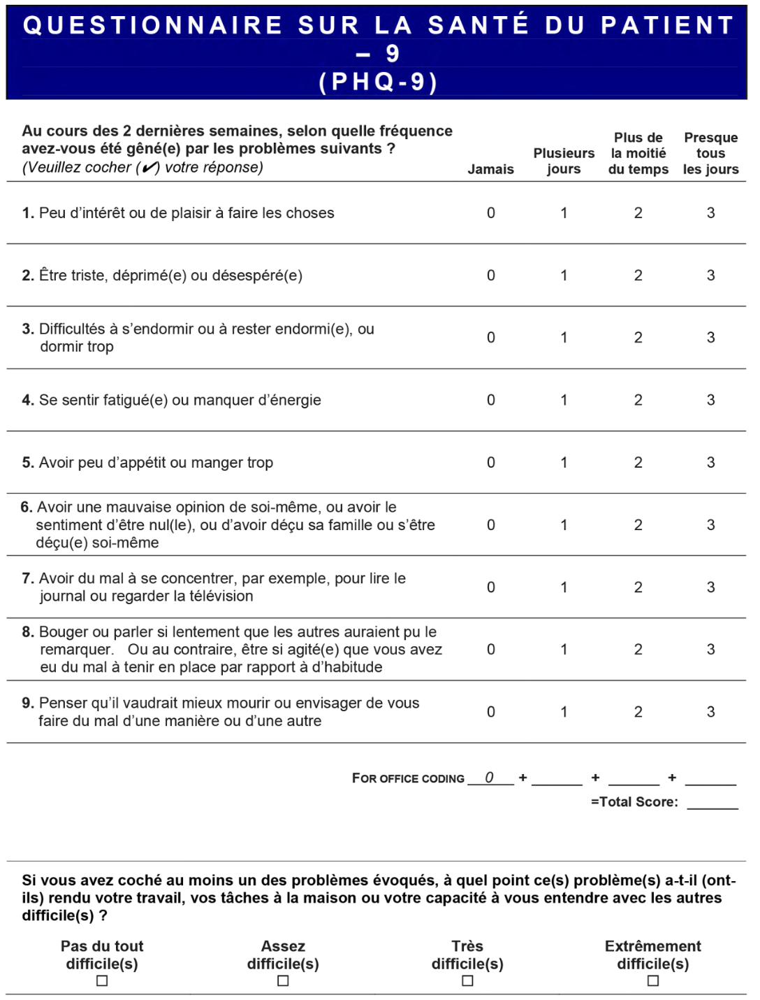 QUESTIONNAIRE SUR LA SANTÉ DU PATIENT
– 9
(PHQ-9)
Au cours des 2 dernières semaines, selon quelle fréquence
avez-vous été gêné(e) par les problèmes suivants ?
(Veuillez cocher (✔) votre réponse)
Jamais
Plusieurs
jours
Plus de
la moitié
du temps
Presque
tous
les jours
1. Peu d’intérêt ou de plaisir à faire les choses 0 1 2 3
2. Être triste, déprimé(e) ou désespéré(e) 0 1 2 3
3. Difficultés à s’endormir ou à rester endormi(e), ou
dormir trop 0 1 2 3
4. Se sentir fatigué(e) ou manquer d’énergie 0 1 2 3
5. Avoir peu d’appétit ou manger trop 0 1 2 3
6. Avoir une mauvaise opinion de soi-même, ou avoir le
sentiment d’être nul(le), ou d’avoir déçu sa famille ou s’être 0 1 2 3
déçu(e) soi-même
7. Avoir du mal à se concentrer, par exemple, pour lire le
journal ou regarder la télévision 0 1 2 3
8. Bouger ou parler si lentement que les autres auraient pu le
remarquer. Ou au contraire, être si agité(e) que vous avez 0 1 2 3
eu du mal à tenir en place par rapport à d’habitude
9. Penser qu’il vaudrait mieux mourir ou envisager de vous
faire du mal d’une manière ou d’une autre 0 1 2 3
FOR OFFICE CODING 0 + ______ + ______ + ______
=Total Score: ______
Si vous avez coché au moins un des problèmes évoqués, à quel point ce(s) problème(s) a-t-il (ont-
ils) rendu votre travail, vos tâches à la maison ou votre capacité à vous entendre avec les autres
difficile(s) ?
Pas du tout
difficile(s)
☐
Assez
difficile(s)
☐
Très
difficile(s)
☐
Extrêmement
difficile(s)
☐